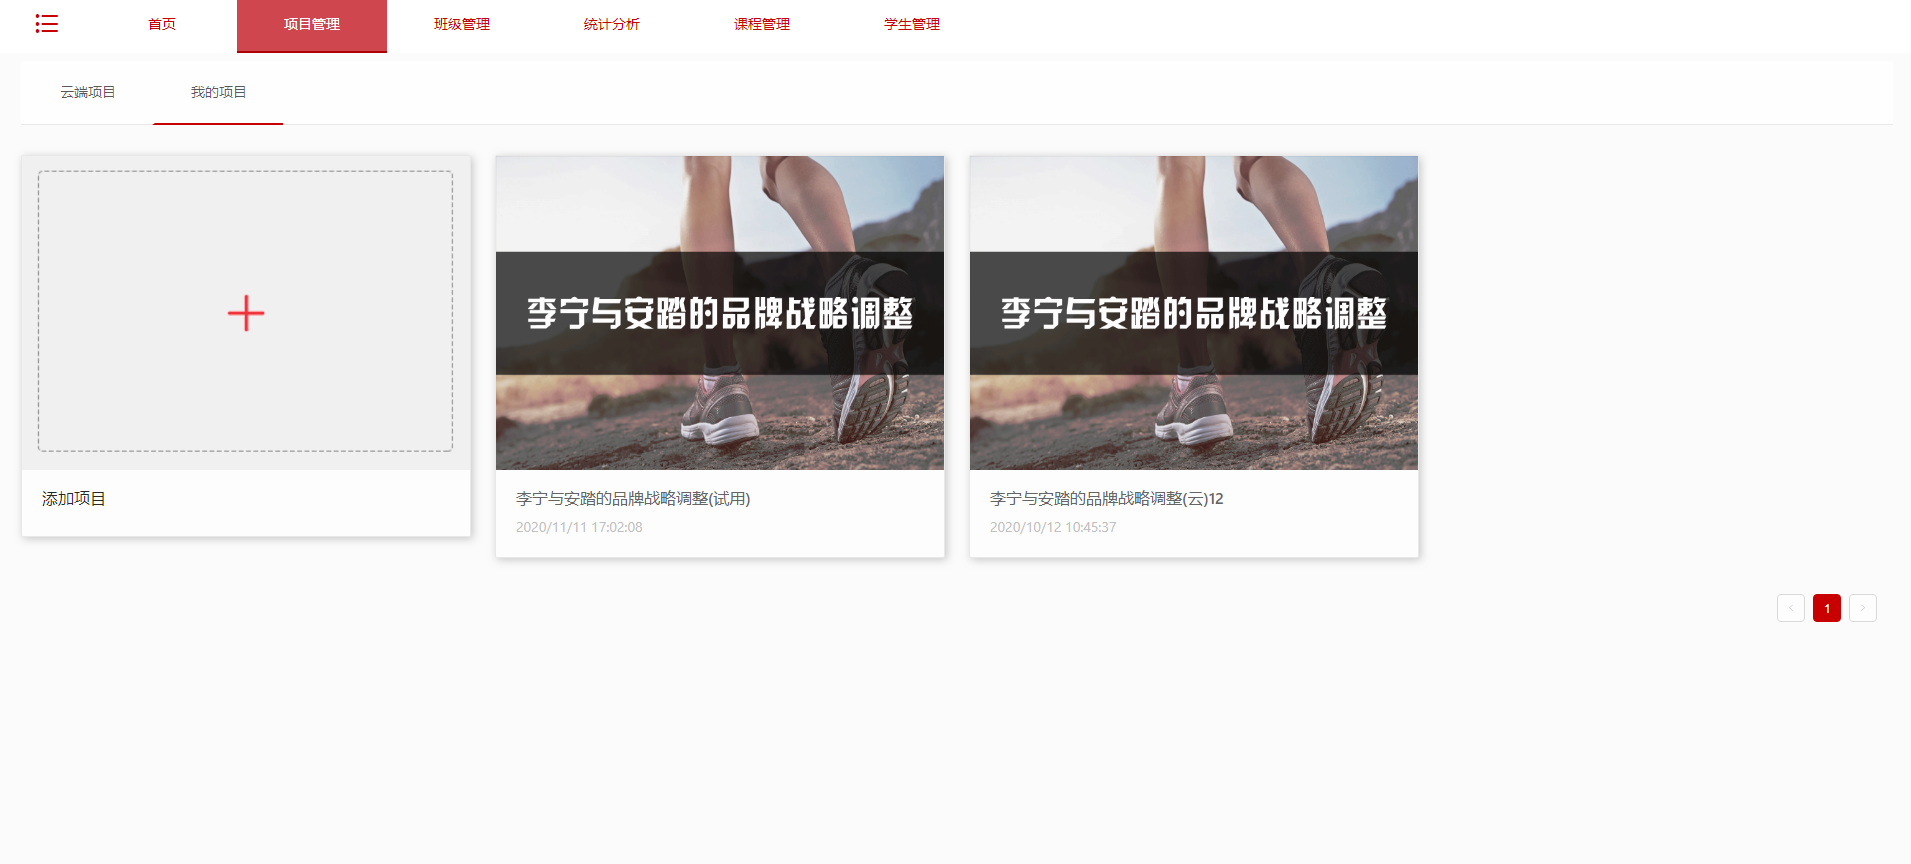 首页 项目管理 班级管理 统计分析 课程管理 学生管理
云端项目 我的项目
李宁与安踏的品牌战略调整 李宁与安踏的品牌战略调整
添加项目 李宁与安踏的品牌战略调整(试用) 李宁与安踏的品牌战略调整(云)12
2020/11/11 17:02:08 2020/10/12 10:45:37
1